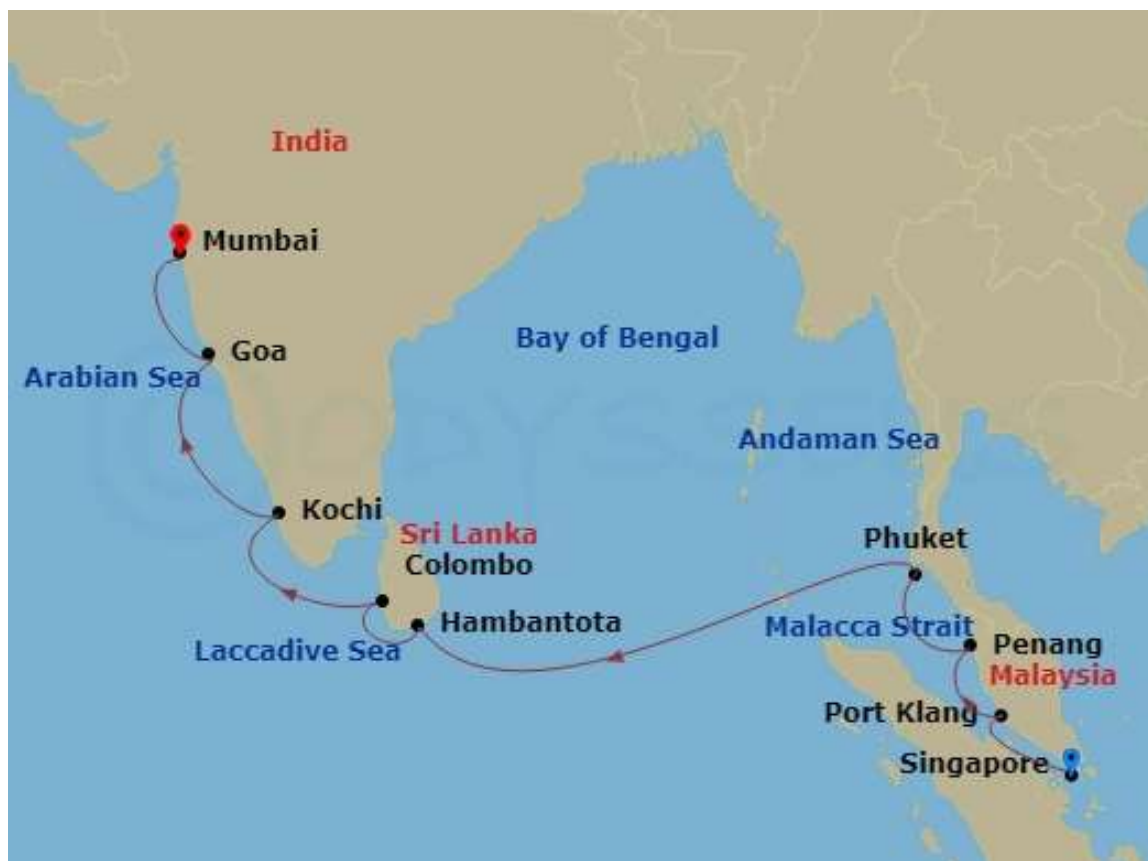 India
Mumbai
Bay of Bengal
Goa
Arabian Sea
Andaman Sea
Kochi
Sri Lanka
Colombo
Phuket
Hambantota
Malacca Strait
Laccadive Sea
Penang
Malaysia
Port Klang
Singapore